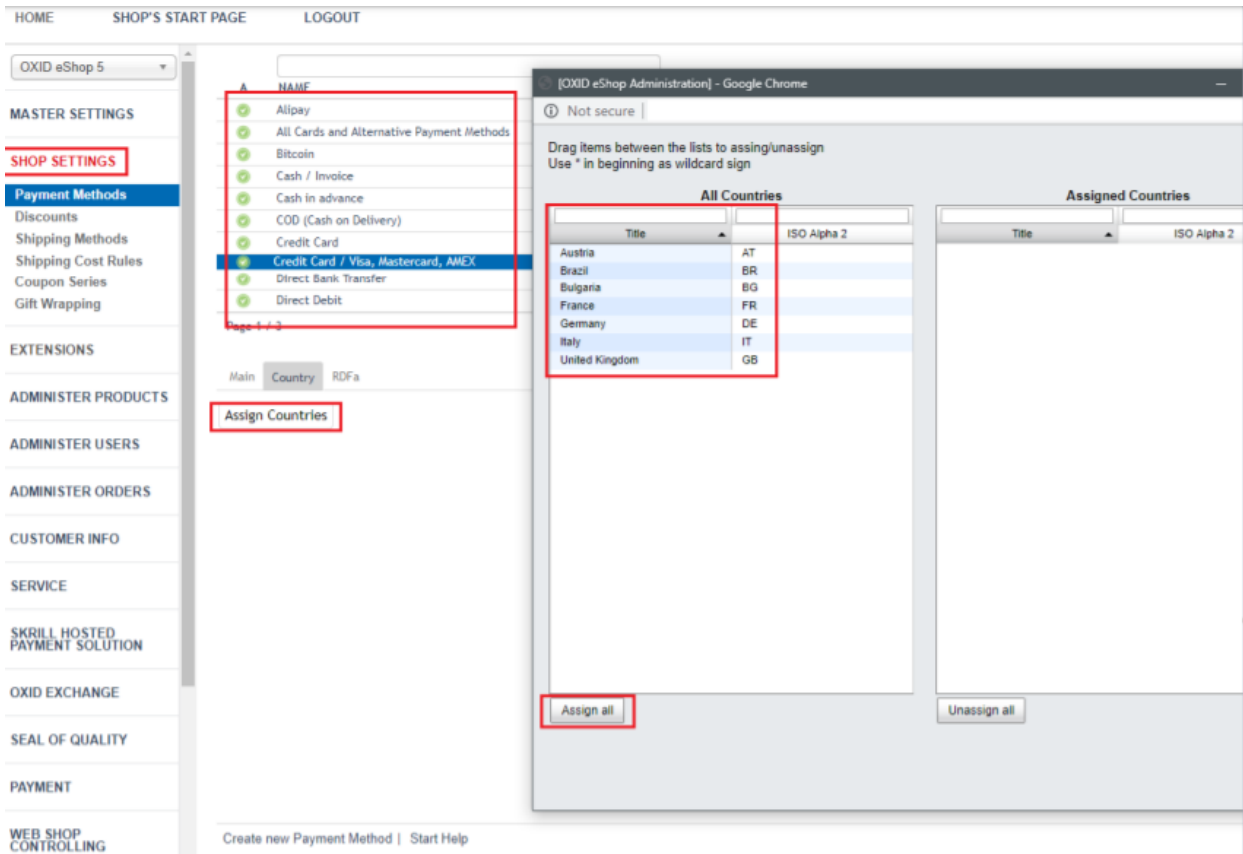 HOME SHOP'S START PAGE LOGOUT
OXID eShop 5
MASTER SETTINGS
SHOP SETTINGS
Payment Methods
Discounts
Shipping Methods
Shipping Cost Rules
Coupon Series
Gift Wrapping
EXTENSIONS
ADMINISTER PRODUCTS
ADMINISTER USERS
ADMINISTER ORDERS
CUSTOMER INFO
SERVICE
SKRILL HOSTED
PAYMENT SOLUTION
OXID EXCHANGE
SEAL OF QUALITY
PAYMENT
WEB SHOP
CONTROLLING
A NAME
Alipay
All Cards and Alternative Payment Methods
Bitcoin
Cash / Invoice
Cash in advance
COD (Cash on Delivery)
Credit Card
Credit Card / Visa, Mastercard, AMEX
Direct Bank Transfer
Direct Debit
Page 1 / 3
Main Country RDFa
Assign Countries
Create new Payment Method | Start Help
[OXID eShop Administration] - Google Chrome
Not secure
Drag items between the lists to assing/unassign
Use * in beginning as wildcard sign
All Countries
Title ISO Alpha 2
Austria AT
Brazil BR
Bulgaria BG
France FR
Germany DE
Italy IT
United Kingdom GB
Assign all
Assigned Countries
Title ISO Alpha 2
Unassign all